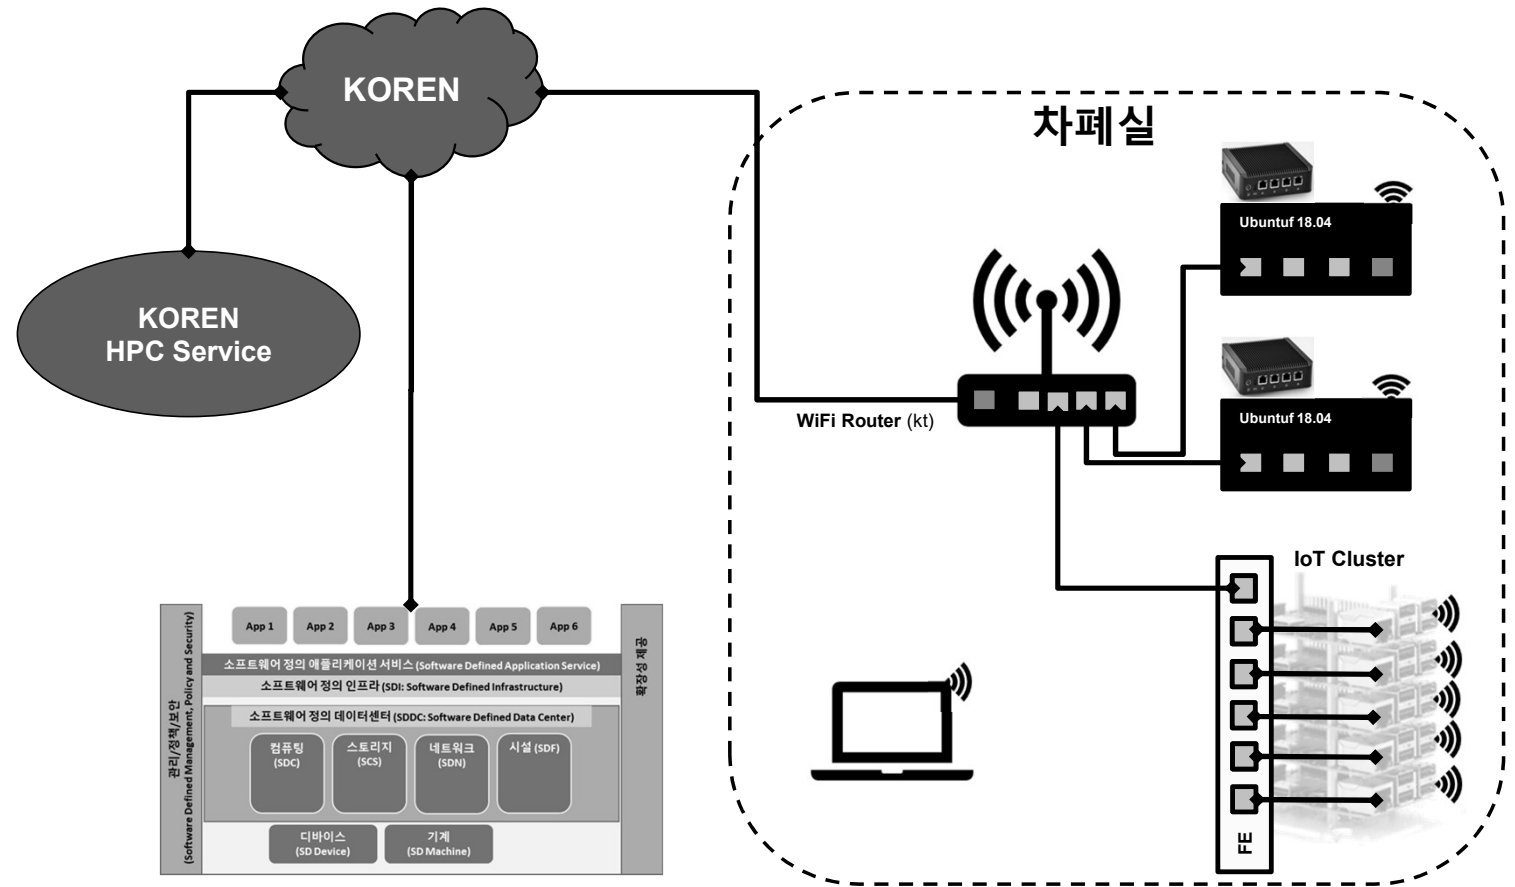 KOREN
차폐실
Ubuntuf 18.04
KOREN
HPC Service
WiFi Router (kt)
Ubuntuf 18.04
IoT Cluster
FE
App 1
App 2
App 3
App 4
App 5
App 6
소프트웨어 정의 애플리케이션 서비스 (Software Defined Application Service)
소프트웨어 정의 인프라 (SDI: Software Defined Infrastructure)
소프트웨어 정의 데이터센터 (SDDC: Software Defined Data Center)
컴퓨팅
(SDC)
스토리지
(SCS)
네트워크
(SDN)
시설 (SDF)
디바이스
(SD Device)
기계
(SD Machine)
관리/정책/보안
(Software Defined Management, Policy and Security)
확장성 제공